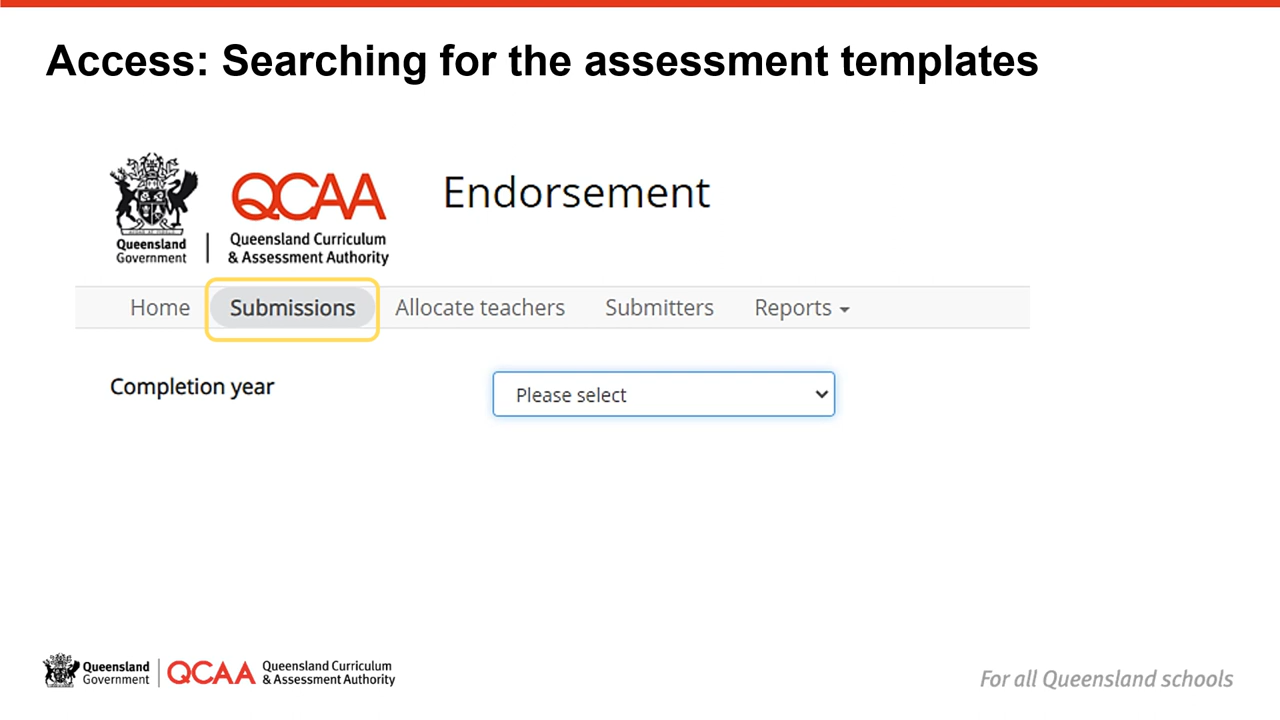 Access: Searching for the assessment templates
Queensland
Government
QCAA
Queensland Curriculum
& Assessment Authority
Endorsement
Home Submissions Allocate teachers Submitters Reports
Completion year Please select
Queensland
Government
QCAA
Queensland Curriculum
& Assessment Authority
For all Queensland schools